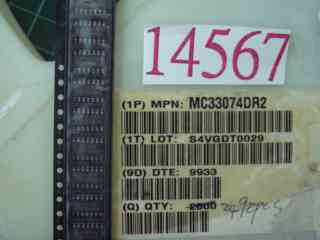 14567
(1P) MPN: MC33074DR2
(1T) LOT: S4VGDT0029
(9D) DTE: 9933
(Q) QTY: 2500